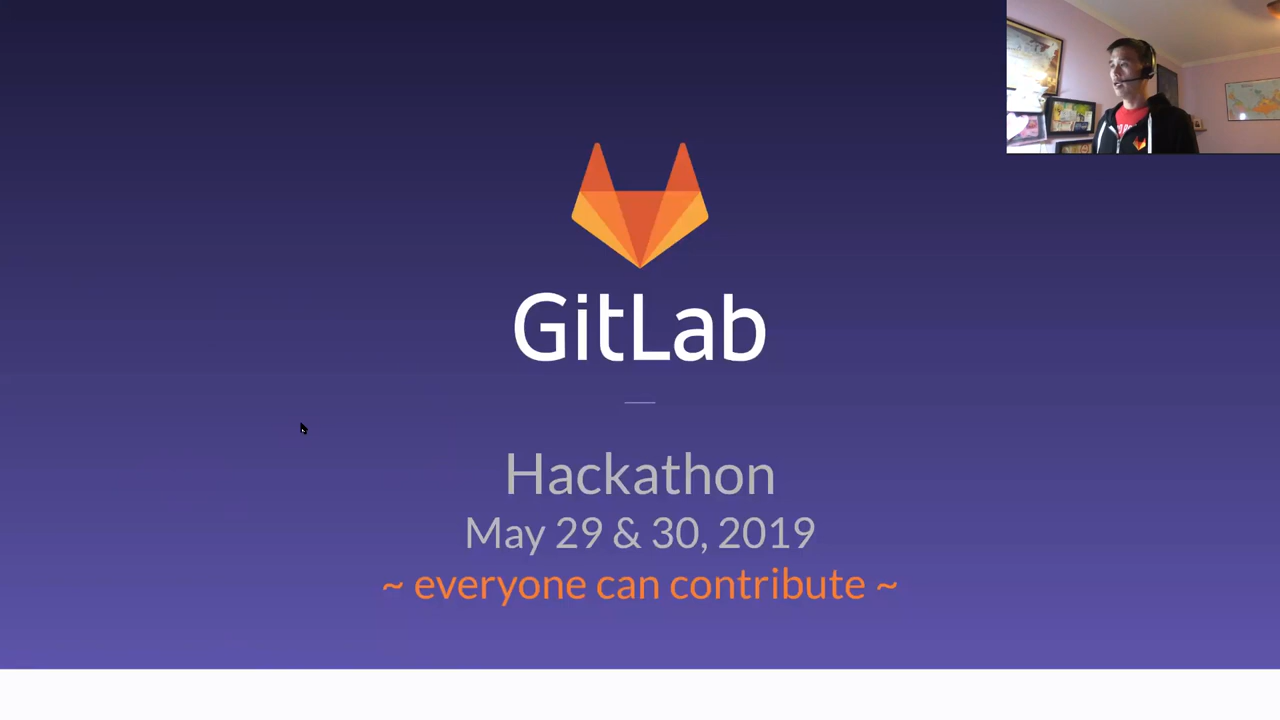 GitLab
Hackathon
May 29 & 30, 2019
~ everyone can contribute ~